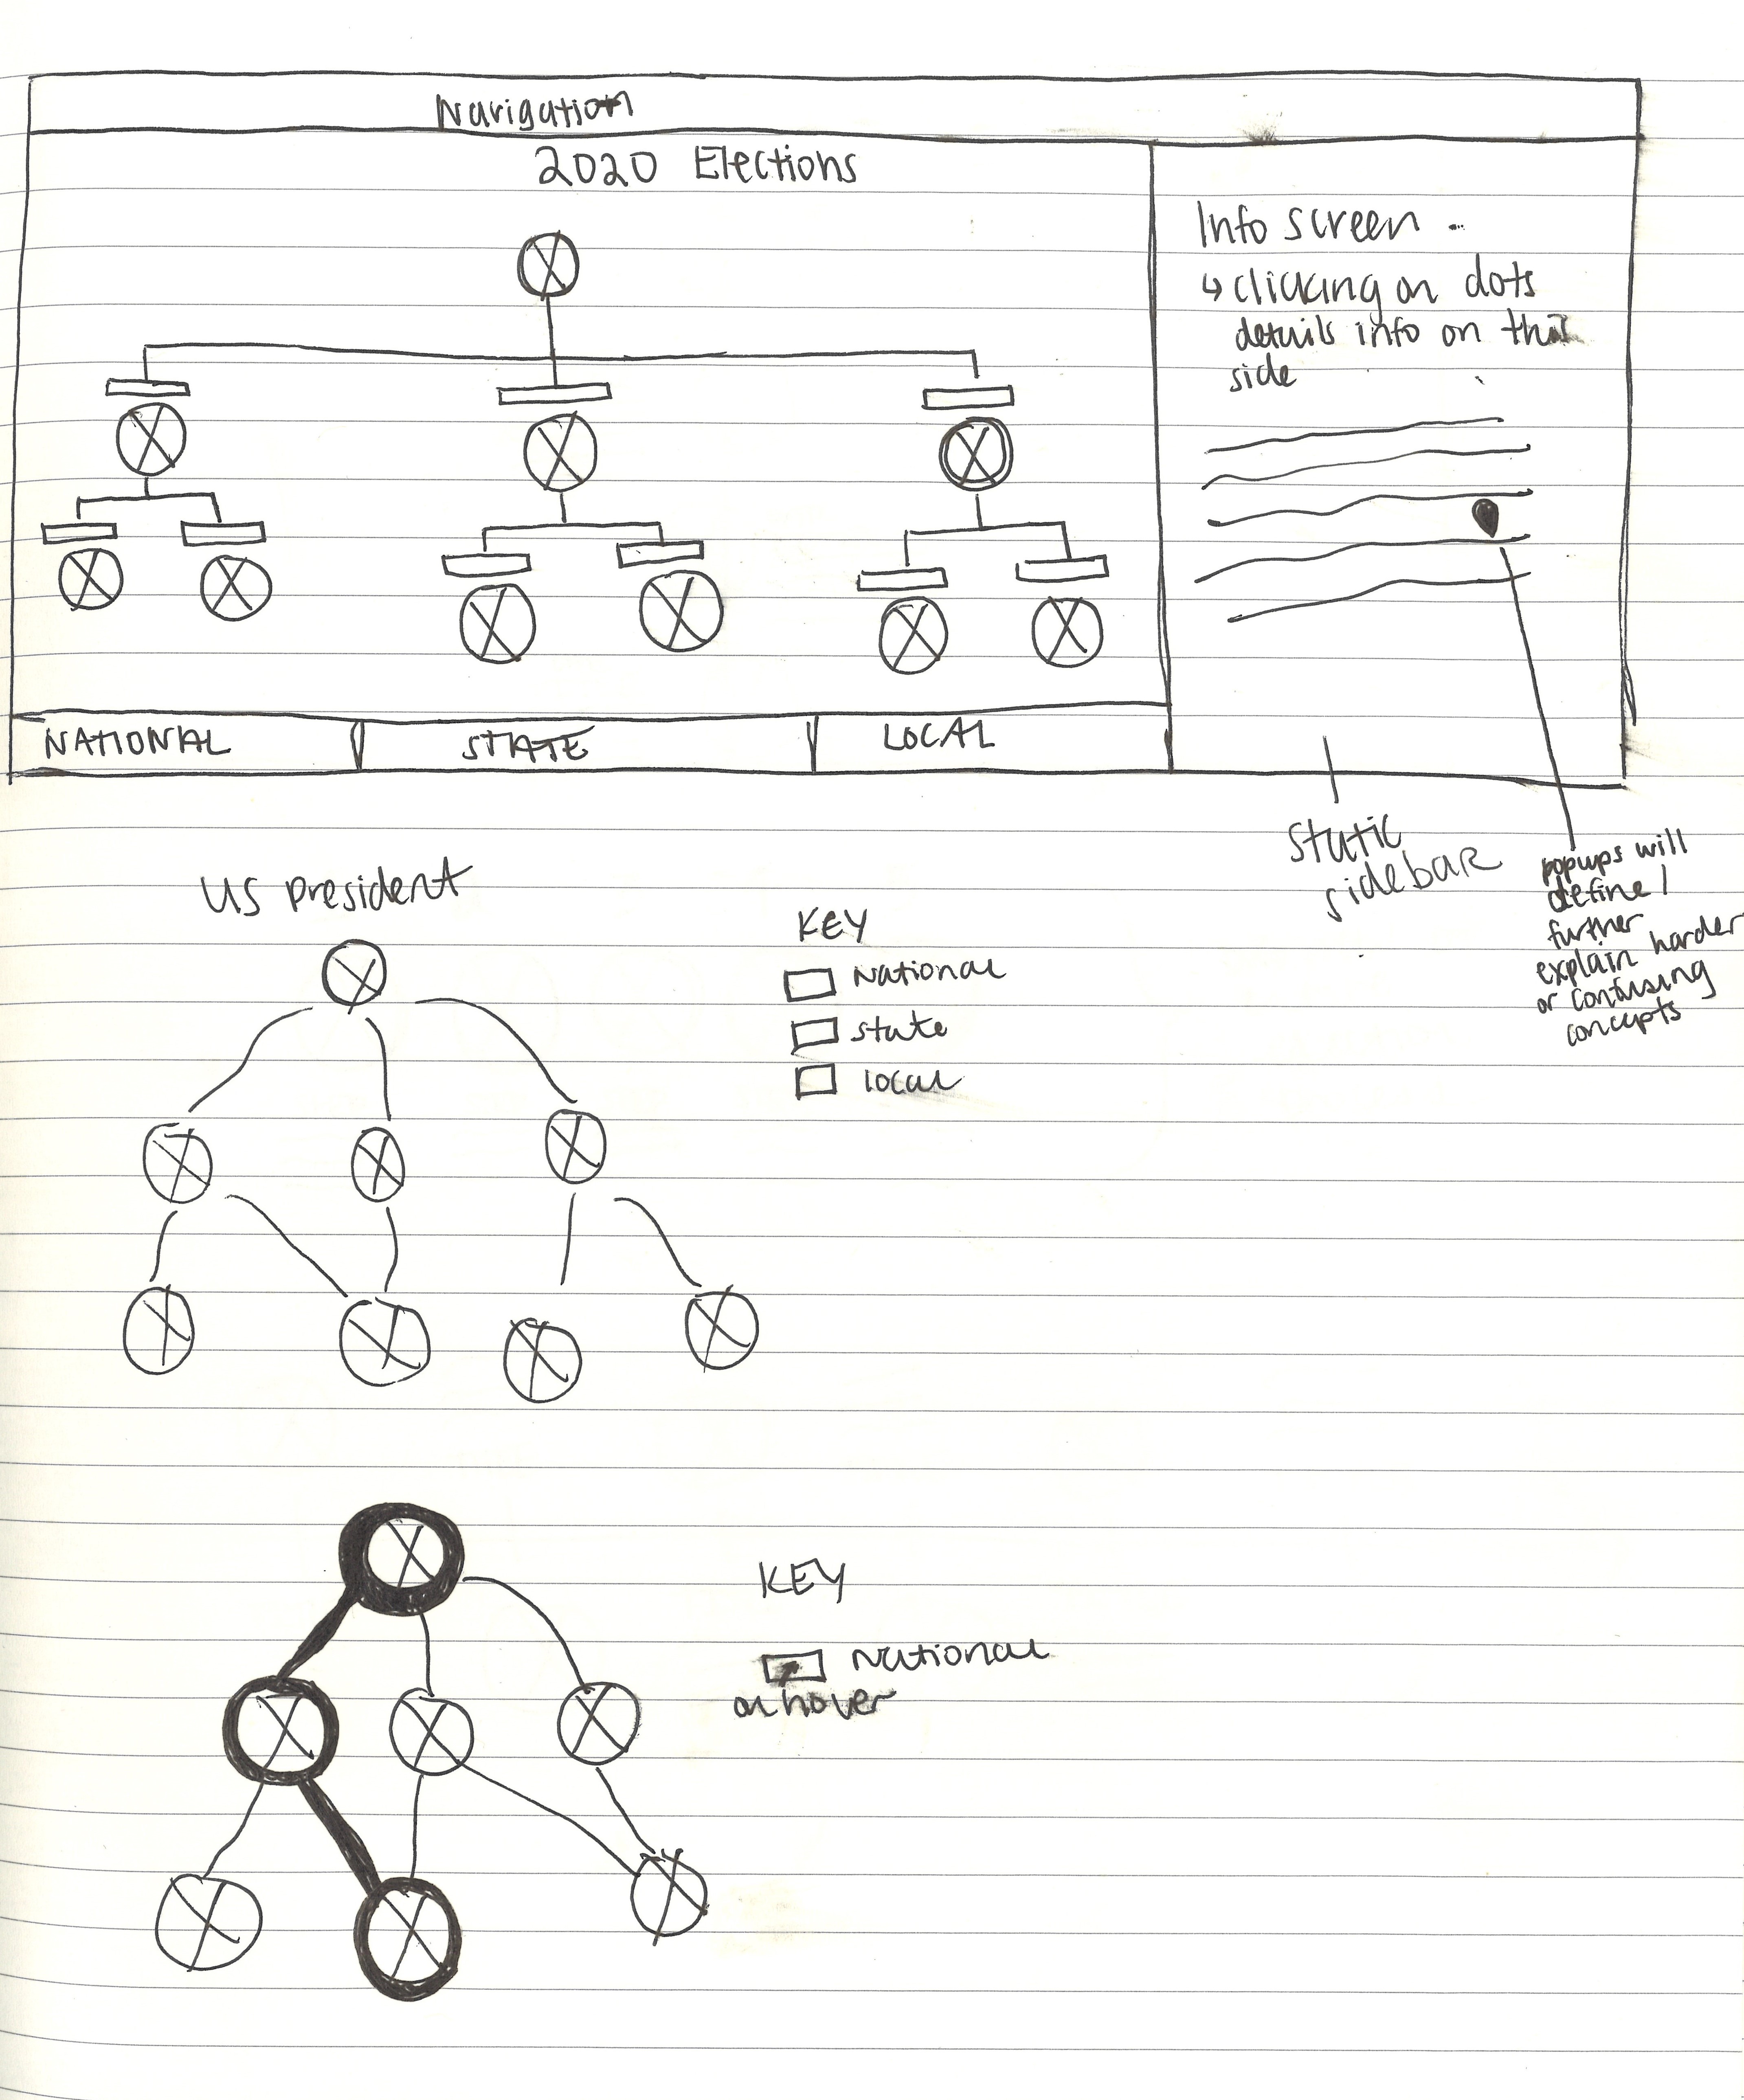 Navigation
2020 Elections
Info screen -
↳ clicking on dots
details info on this
side
NATIONAL
STATE
LOCAL
static
sidebar
popups will
define /
further
explain harder
or confusing
concepts
US president
KEY
National
state
local
KEY
National
on hover